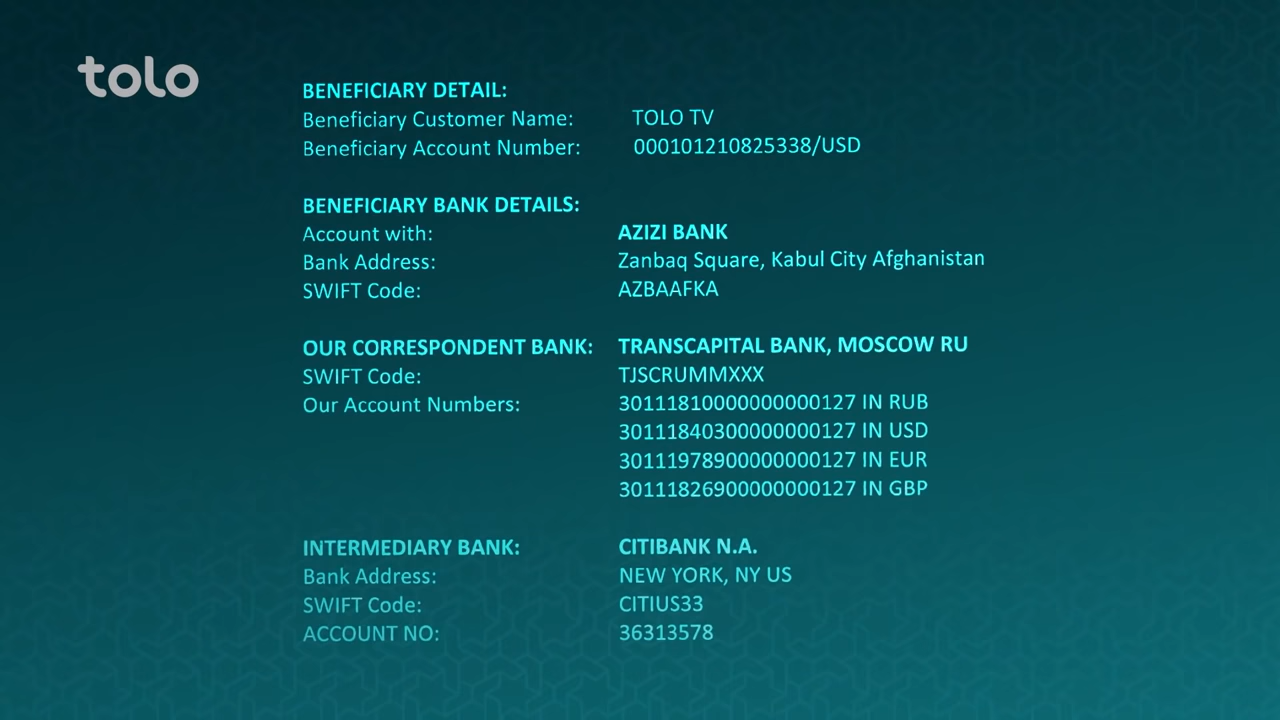 tolo
BENEFICIARY DETAIL:
Beneficiary Customer Name: TOLO TV
Beneficiary Account Number: 000101210825338/USD
BENEFICIARY BANK DETAILS:
Account with: AZIZI BANK
Bank Address: Zanbaq Square, Kabul City Afghanistan
SWIFT Code: AZBAAFKA
OUR CORRESPONDENT BANK: TRANSCAPITAL BANK, MOSCOW RU
SWIFT Code: TJSCRUMMXXX
Our Account Numbers: 30111810000000000127 IN RUB
30111840300000000127 IN USD
30111978900000000127 IN EUR
30111826900000000127 IN GBP
INTERMEDIARY BANK: CITIBANK N.A.
Bank Address: NEW YORK, NY US
SWIFT Code: CITIUS33
ACCOUNT NO: 36313578